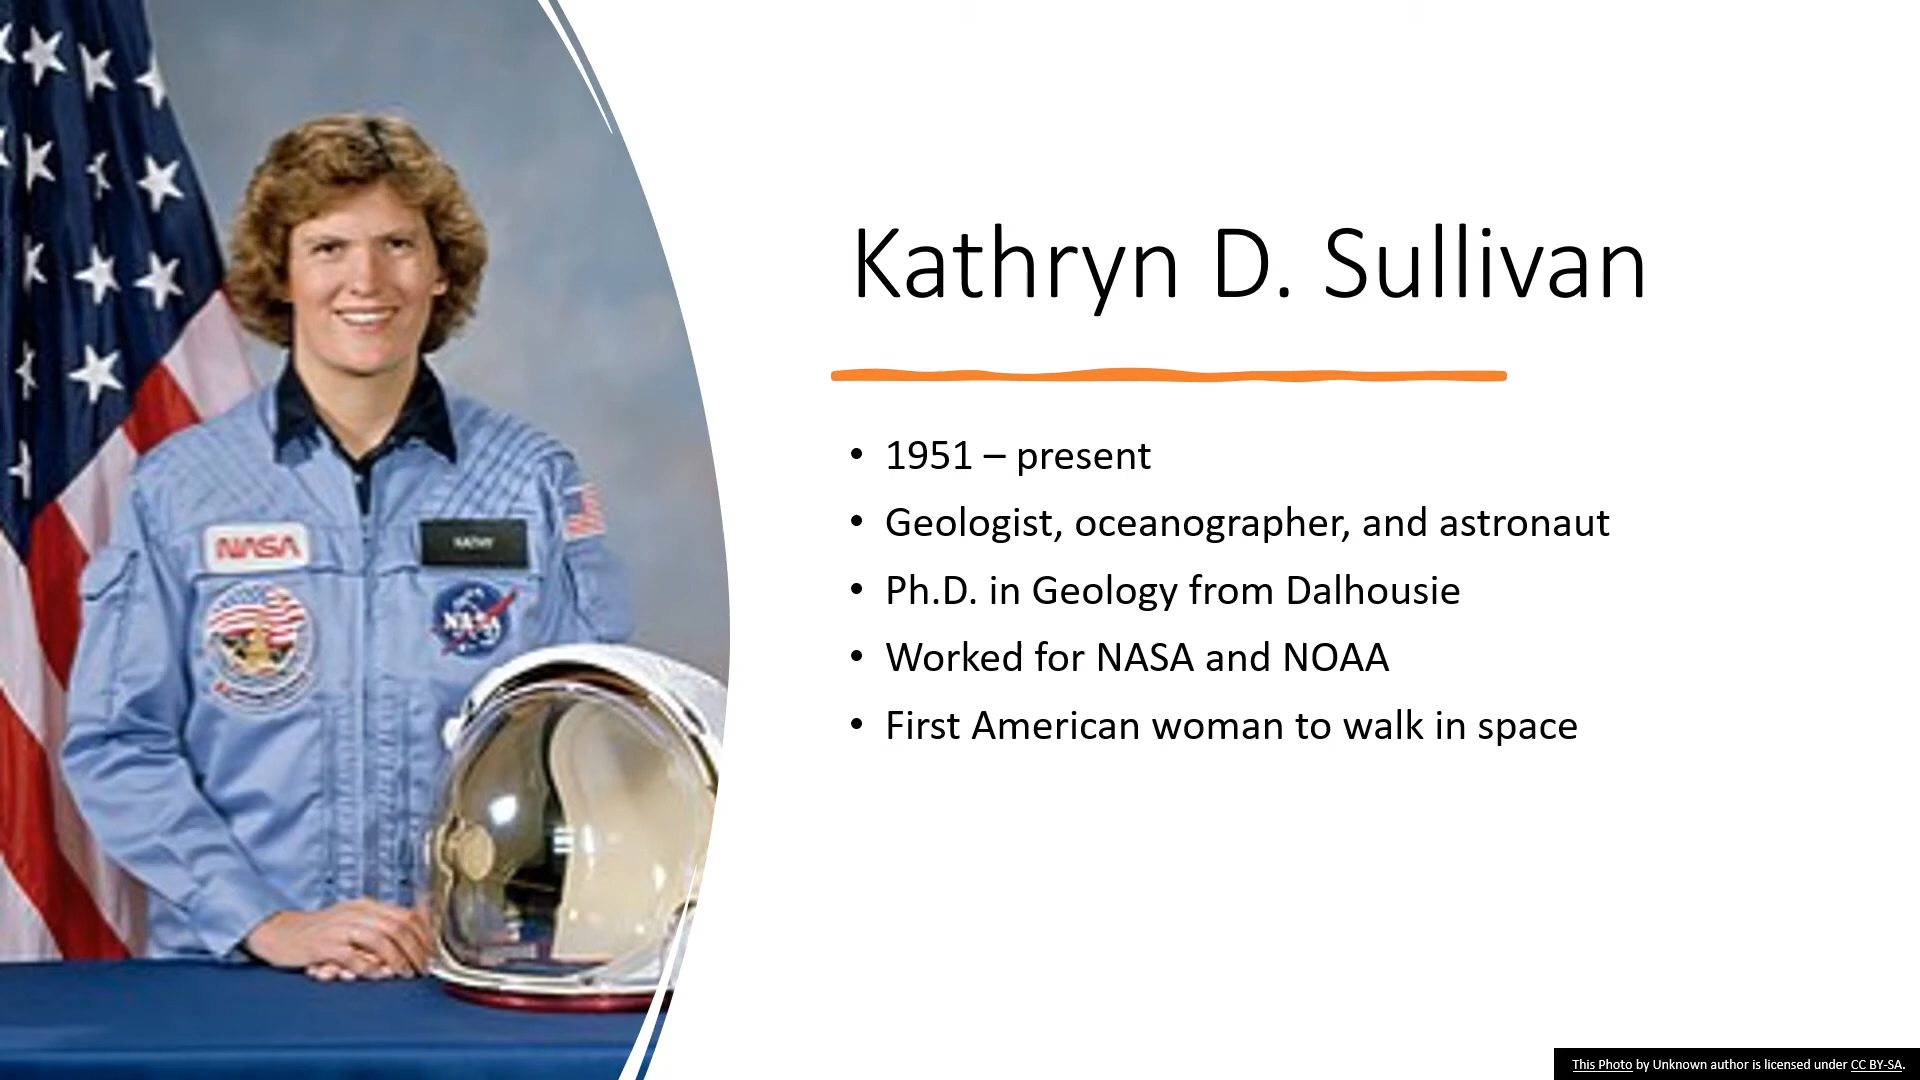 Kathryn D. Sullivan
• 1951 – present
• Geologist, oceanographer, and astronaut
• Ph.D. in Geology from Dalhousie
• Worked for NASA and NOAA
• First American woman to walk in space
NASA
KATHY
NASA
This Photo by Unknown author is licensed under CC BY-SA.